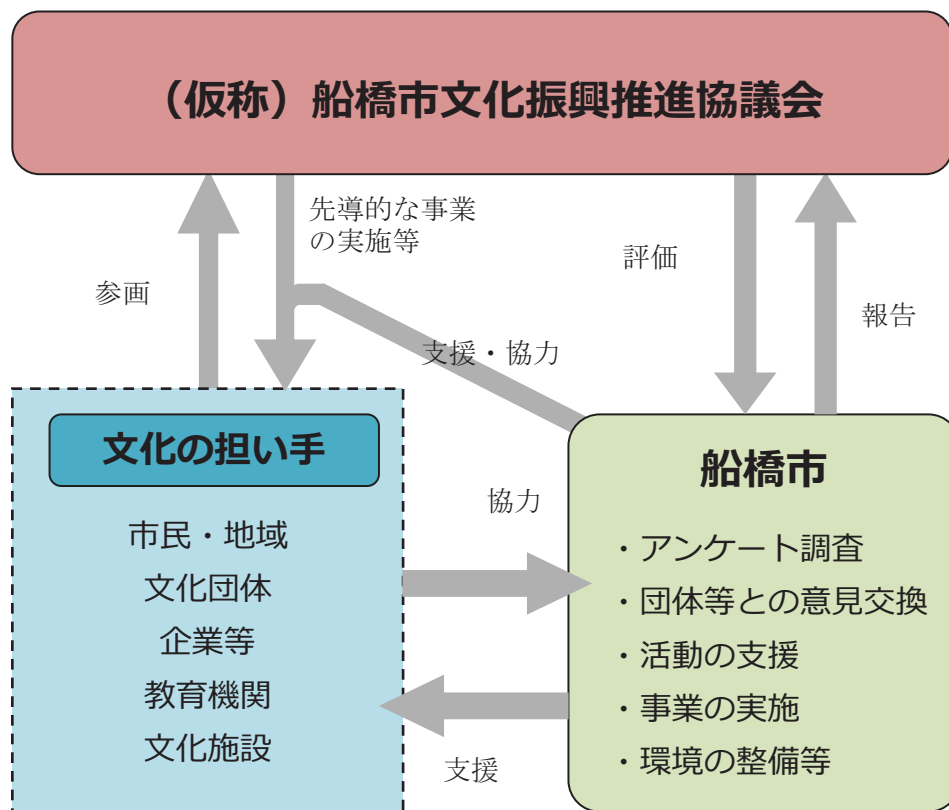 （仮称）船橋市文化振興推進協議会
先導的な事業
の実施等
参画
評価
報告
支援・協力
文化の担い手
市民・地域
文化団体
企業等
教育機関
文化施設
協力
支援
船橋市
・アンケート調査
・団体等との意見交換
・活動の支援
・事業の実施
・環境の整備等